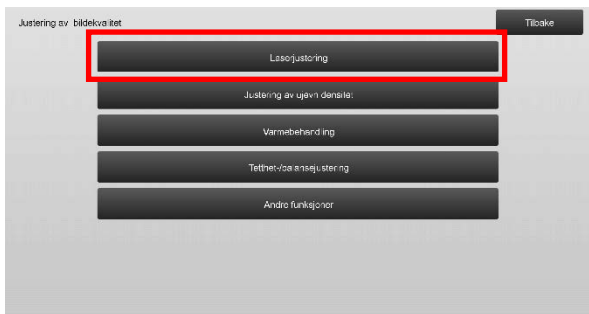 Justering av bildekvalitet
Tilbake
Laserjustering
Justering av ujevn densitet
Varmebehandling
Tetthet-/balansejustering
Andre funksjoner